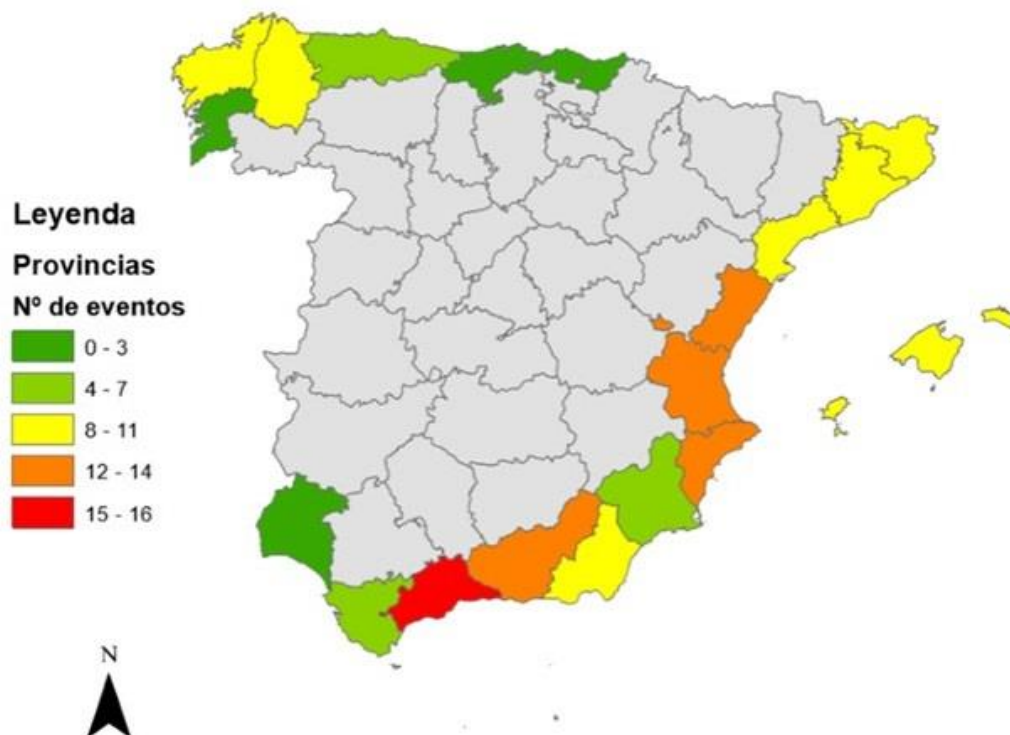 Leyenda
Provincias
Nº de eventos
0 - 3
4 - 7
8 - 11
12 - 14
15 - 16
N